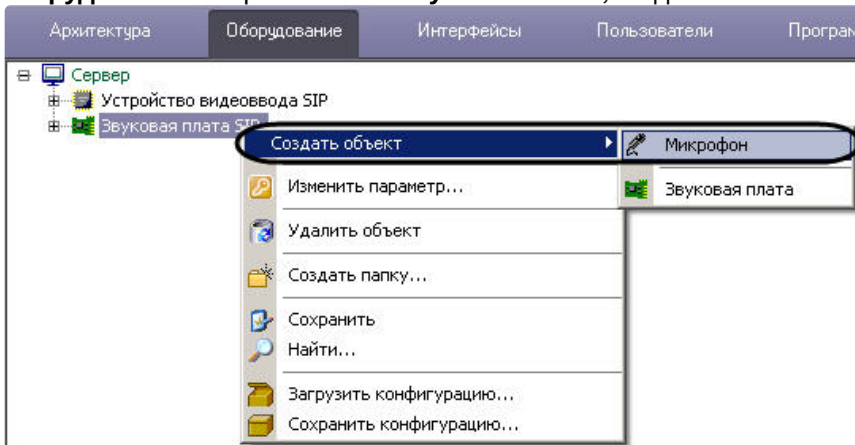 Архитектура Оборудование Интерфейсы Пользователи Програм
Сервер
Устройство видеоввода SIP
Звуковая плата SIP
Создать объект Микрофон
Изменить параметр... Звуковая плата
Удалить объект
Создать папку...
Сохранить
Найти...
Загрузить конфигурацию...
Сохранить конфигурацию...